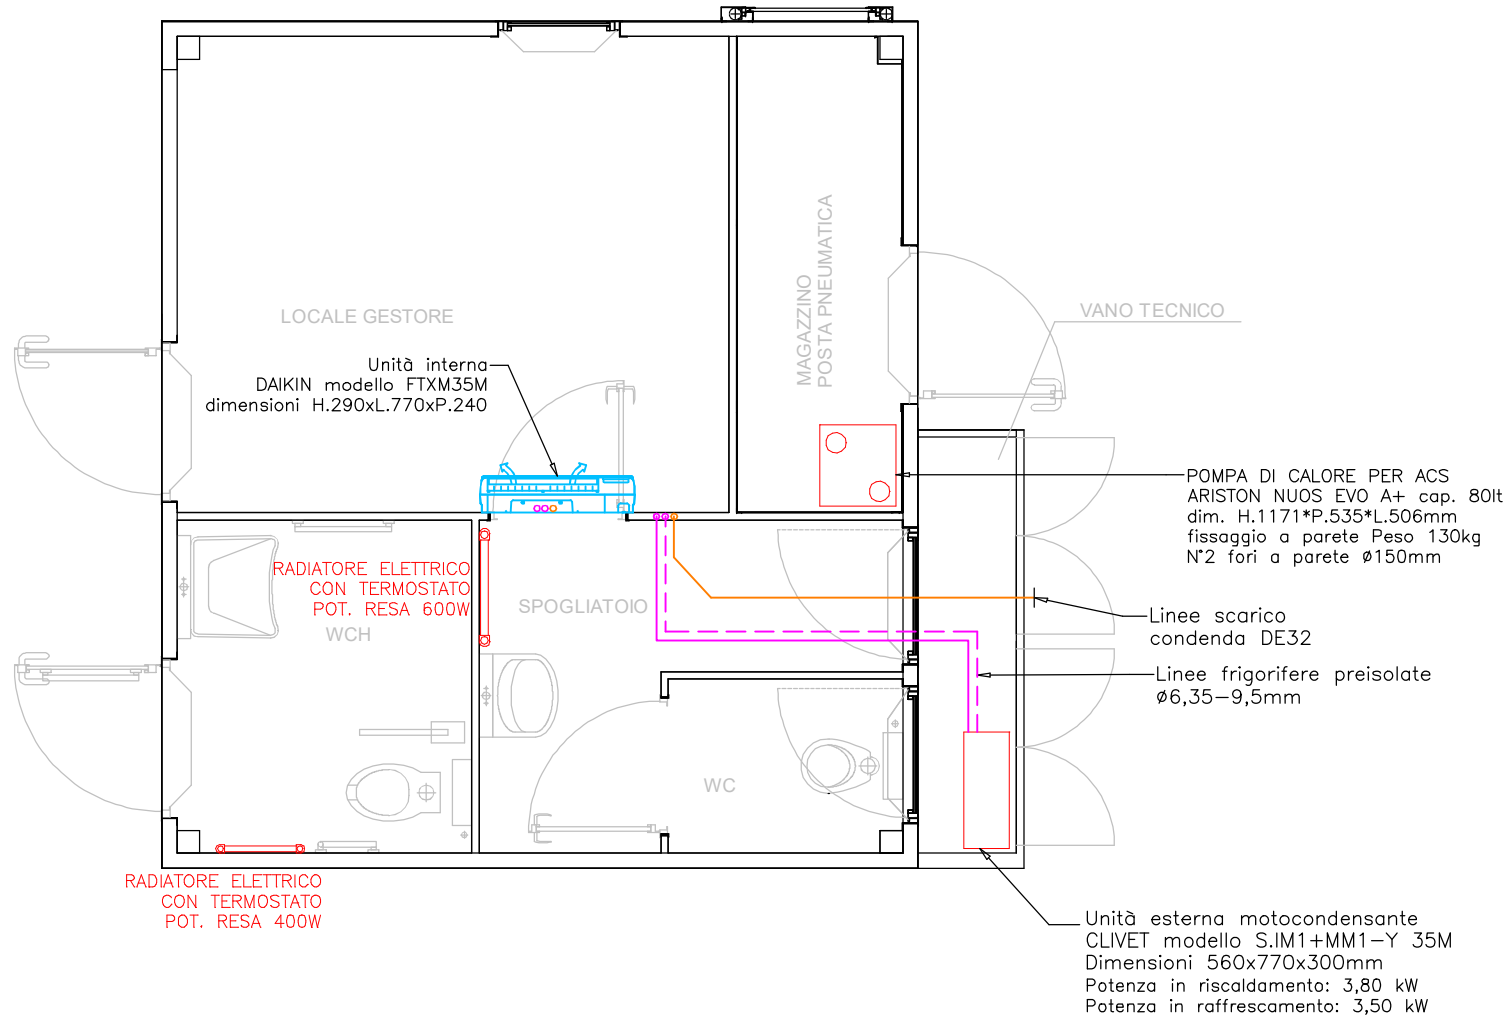 LOCALE GESTORE
Unità interna
DAIKIN modello FTXM35M
dimensioni H.290xL.770xP.240
MAGAZZINO
POSTA PNEUMATICA
VANO TECNICO
POMPA DI CALORE PER ACS
ARISTON NUOS EVO A+ cap. 80lt
dim. H.1171*P.535*L.506mm
fissaggio a parete Peso 130kg
N°2 fori a parete ø150mm
RADIATORE ELETTRICO
CON TERMOSTATO
POT. RESA 600W
WCH
SPOGLIATOIO
Linee scarico
condenda DE32
Linee frigorifere preisolate
ø6,35-9,5mm
WC
RADIATORE ELETTRICO
CON TERMOSTATO
POT. RESA 400W
Unità esterna motocondensante
CLIVET modello S.IM1+MM1-Y 35M
Dimensioni 560x770x300mm
Potenza in riscaldamento: 3,80 kW
Potenza in raffrescamento: 3,50 kW